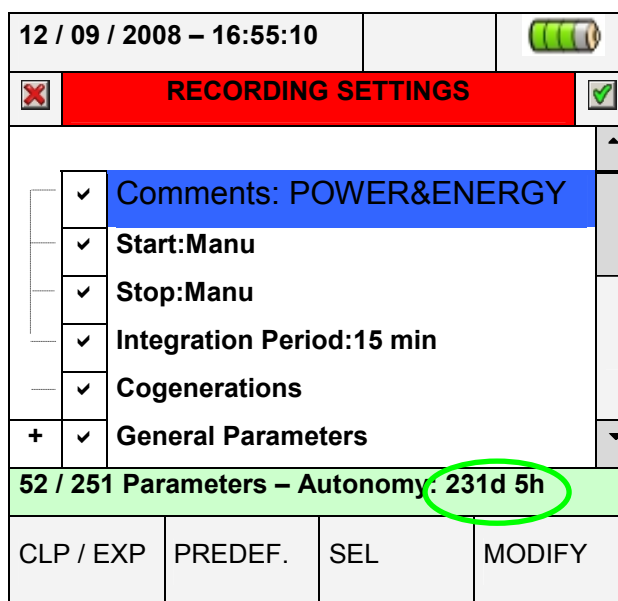 12 / 09 / 2008 – 16:55:10
RECORDING SETTINGS
Comments: POWER&ENERGY
Start:Manu
Stop:Manu
Integration Period:15 min
Cogenerations
+ General Parameters
52 / 251 Parameters – Autonomy: 231d 5h
CLP / EXP PREDEF. SEL MODIFY